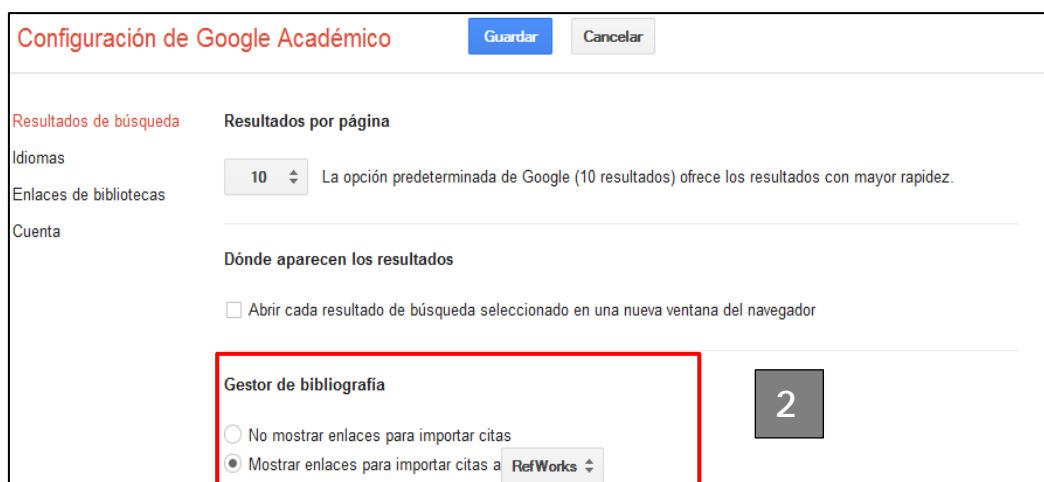 Configuración de Google Académico
Guardar
Cancelar
Resultados de búsqueda
Idiomas
Enlaces de bibliotecas
Cuenta
Resultados por página
10 La opción predeterminada de Google (10 resultados) ofrece los resultados con mayor rapidez.
Dónde aparecen los resultados
Abrir cada resultado de búsqueda seleccionado en una nueva ventana del navegador
Gestor de bibliografía
No mostrar enlaces para importar citas
Mostrar enlaces para importar citas a RefWorks
2